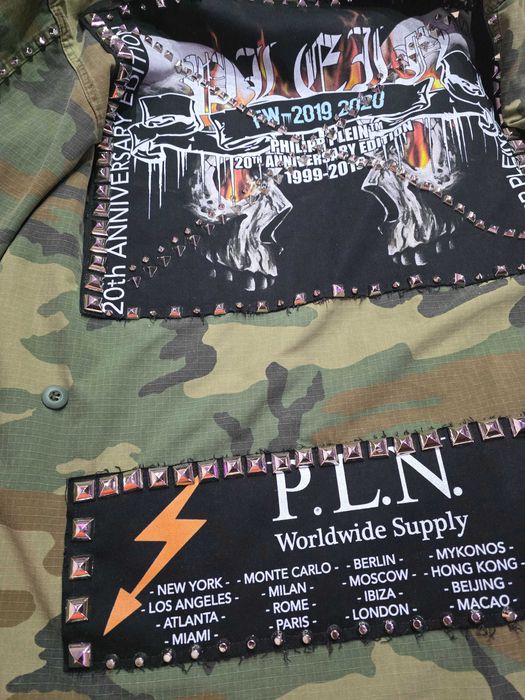 PLEIN
FW-2019.2020
PHILIPP PLEIN
20TH ANNIVERSARY EDITION
1999-2019
20th ANNIVERSARY EDITION
P.L.N.
Worldwide Supply
- NEW YORK -
- LOS ANGELES -
- ATLANTA -
- MIAMI -
- MONTE CARLO -
- MILAN -
- ROME -
- PARIS -
- BERLIN -
- MOSCOW -
- IBIZA -
- LONDON -
- MYKONOS -
- HONG KONG -
- BEIJING -
- MACAO -